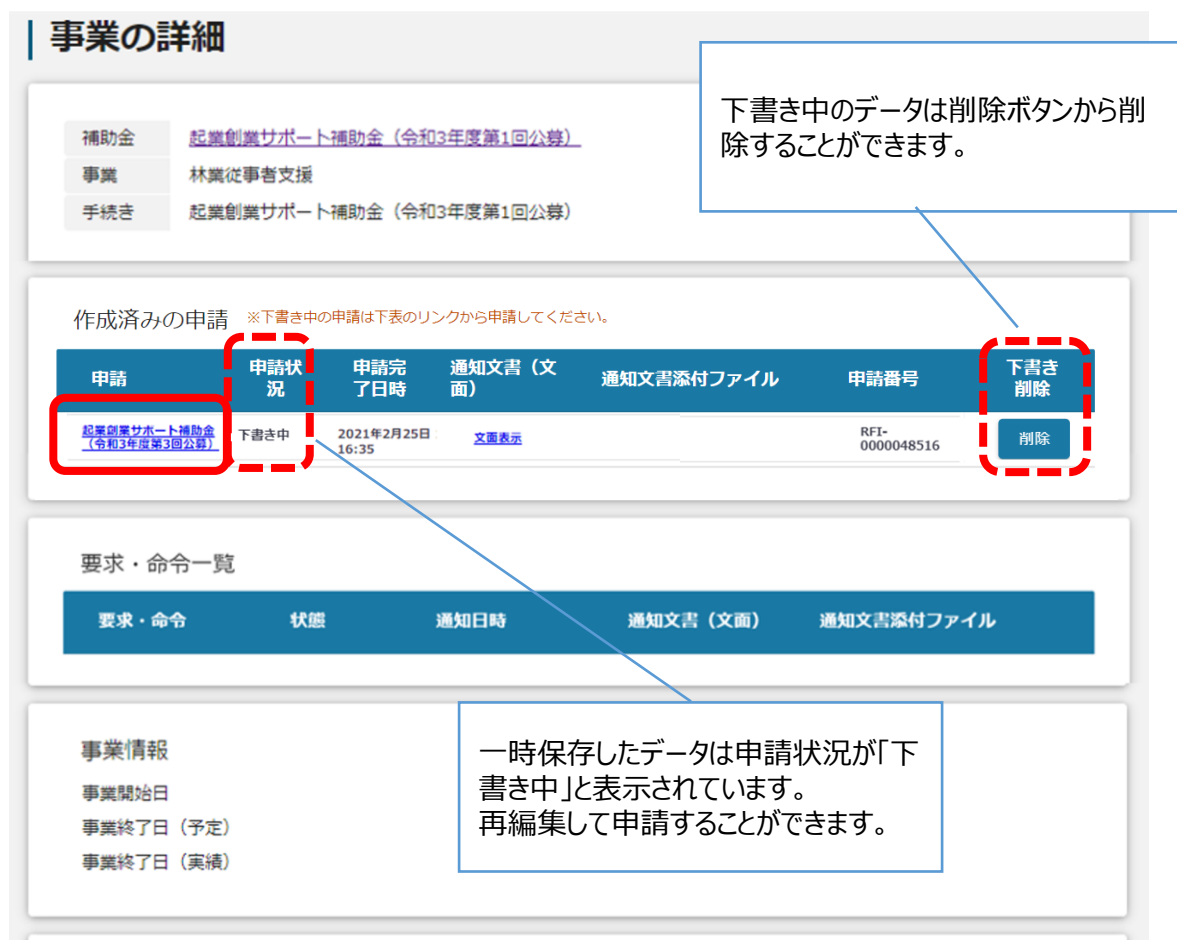 事業の詳細
下書き中のデータは削除ボタンから削
除することができます。
補助金 起業創業サポート補助金（令和3年度第1回公募）
事業 林業従事者支援
手続き 起業創業サポート補助金（令和3年度第1回公募）
作成済みの申請 ※下書き中の申請は下表のリンクから申請してください。
申請 申請状況 申請完了日時 通知文書（文面） 通知文書添付ファイル 申請番号 下書き削除
起業創業サポート補助金
（令和3年度第3回公募）
下書き中
2021年2月25日
16:35
文面表示
RFI-
0000048516
削除
要求・命令一覧
要求・命令 状態 通知日時 通知文書（文面） 通知文書添付ファイル
事業情報
事業開始日
事業終了日（予定）
事業終了日（実績）
一時保存したデータは申請状況が「下
書き中」と表示されています。
再編集して申請することができます。